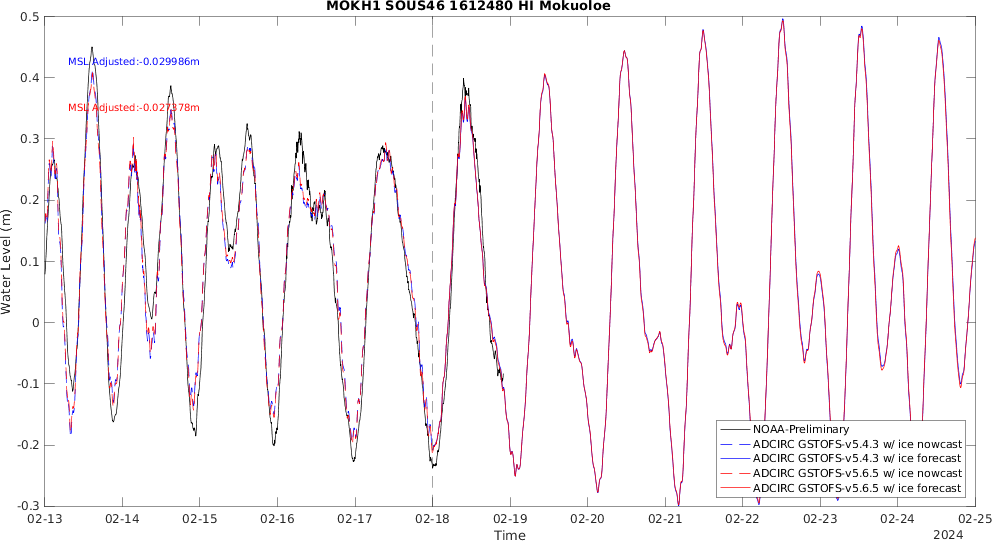 MOKH1 SOUS46 1612480 HI Mokuoloe
MSL Adjusted:-0.029986m
MSL Adjusted:-0.027378m
Water Level (m)
0.5
0.4
0.3
0.2
0.1
0
-0.1
-0.2
-0.3
NOAA-Preliminary
ADCIRC GSTOFS-v5.4.3 w/ ice nowcast
ADCIRC GSTOFS-v5.4.3 w/ ice forecast
ADCIRC GSTOFS-v5.6.5 w/ ice nowcast
ADCIRC GSTOFS-v5.6.5 w/ ice forecast
02-13 02-14 02-15 02-16 02-17 02-18 02-19 02-20 02-21 02-22 02-23 02-24 02-25
Time
2024